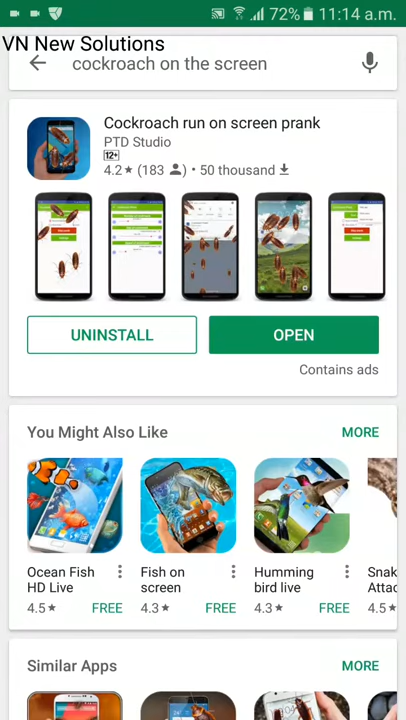 72% 11:14 a.m.
VN New Solutions
cockroach on the screen
Cockroach run on screen prank
PTD Studio
12+
4.2★ (183) • 50 thousand
UNINSTALL
OPEN
Contains ads
You Might Also Like
MORE
Ocean Fish HD Live
4.5★ FREE
Fish on screen
4.3★ FREE
Humming bird live
4.3★ FREE
4.5★
Similar Apps
MORE